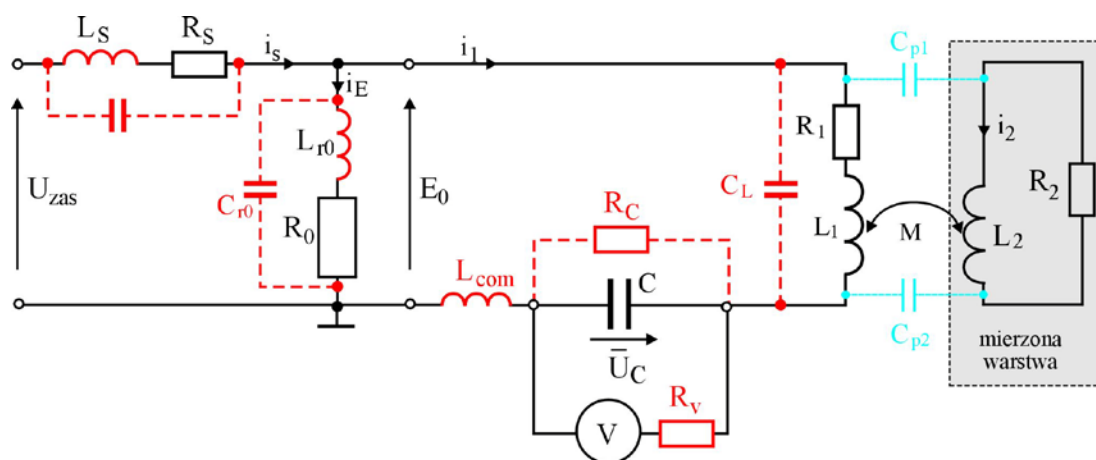 L_S
R_S
i_s
i_1
C_p1
i_E
L_r0
R_1
i_2
U_zas
C_r0
R_0
E_0
R_C
C_L
R_2
L_1
M
L_2
L_com
C
C_p2
mierzona
warstwa
U̅_C
R_v
V